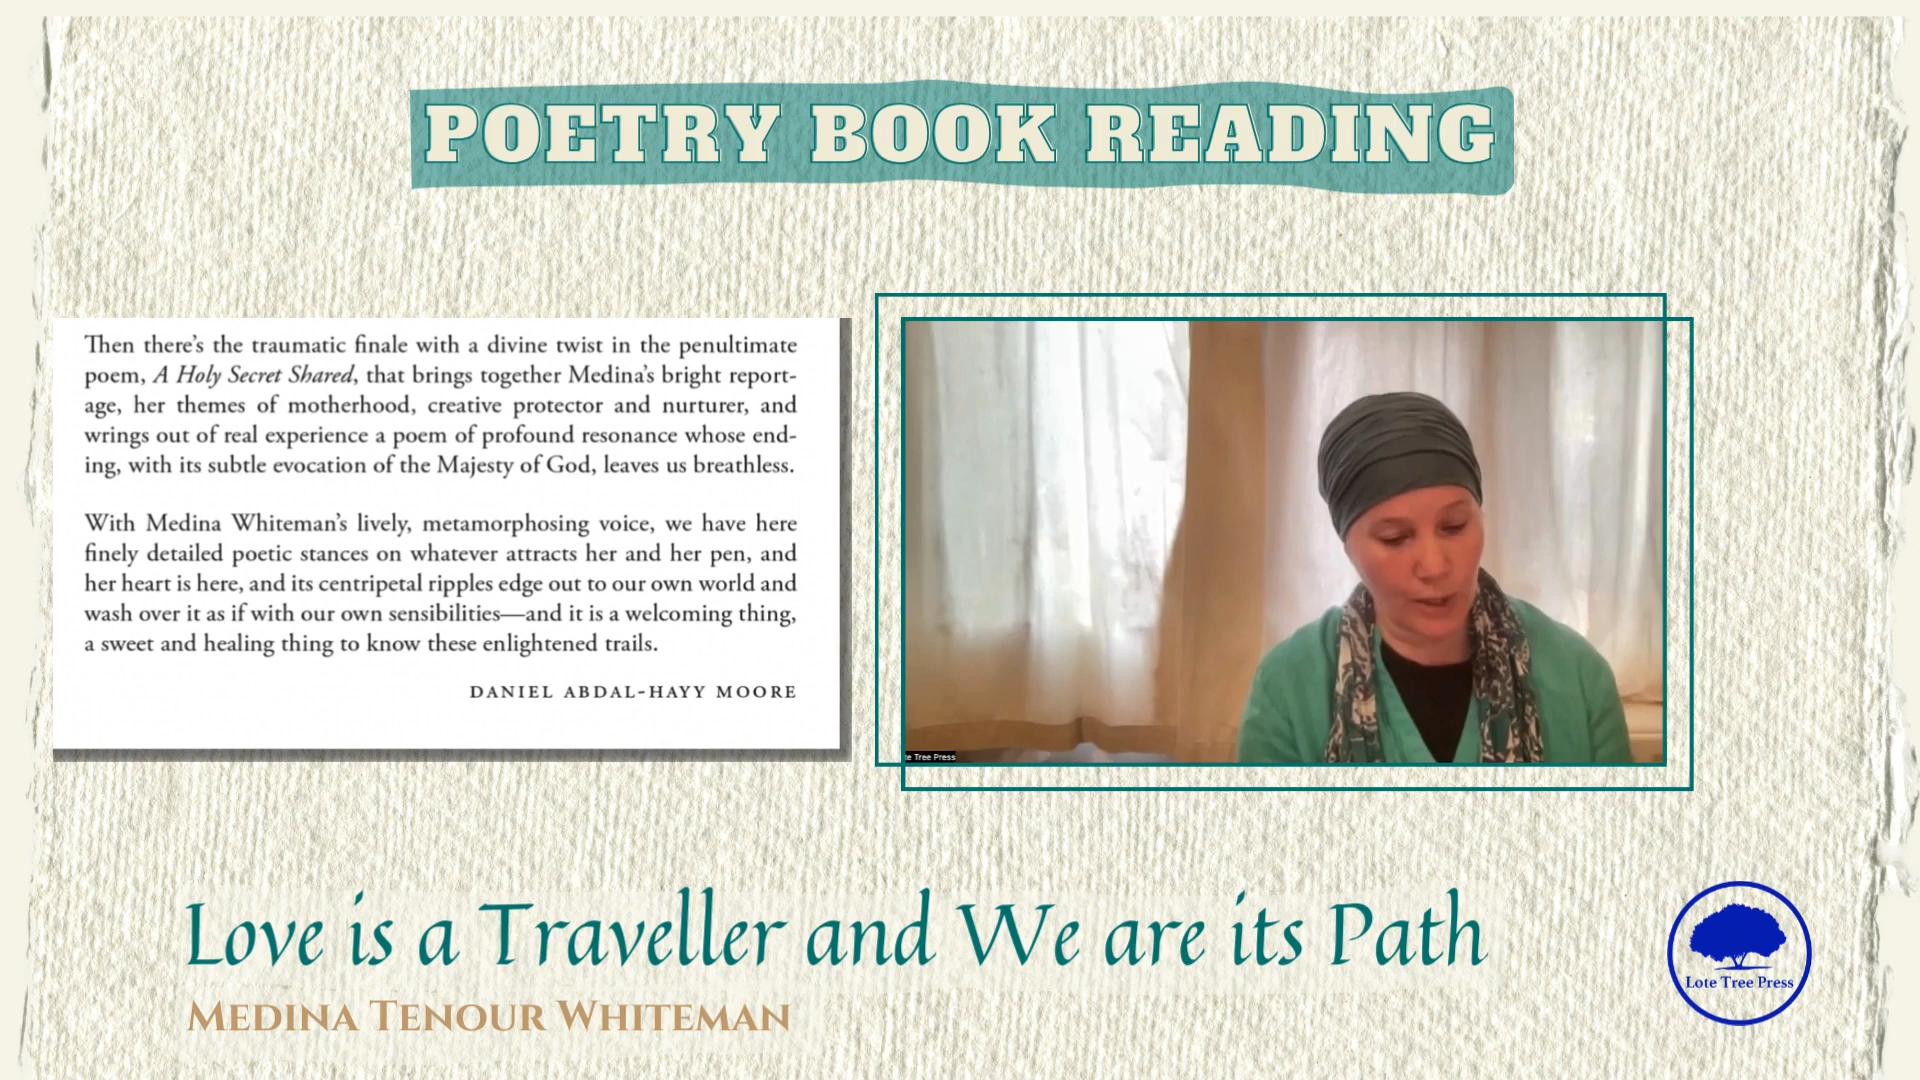 POETRY BOOK READING
Then there's the traumatic finale with a divine twist in the penultimate
poem, A Holy Secret Shared, that brings together Medina's bright report-
age, her themes of motherhood, creative protector and nurturer, and
wrings out of real experience a poem of profound resonance whose end-
ing, with its subtle evocation of the Majesty of God, leaves us breathless.
With Medina Whiteman's lively, metamorphosing voice, we have here
finely detailed poetic stances on whatever attracts her and her pen, and
her heart is here, and its centripetal ripples edge out to our own world and
wash over it as if with our own sensibilities—and it is a welcoming thing,
a sweet and healing thing to know these enlightened trails.
DANIEL ABDAL-HAYY MOORE
te Tree Press
Love is a Traveller and We are its Path
MEDINA TENOUR WHITEMAN
Lote Tree Press